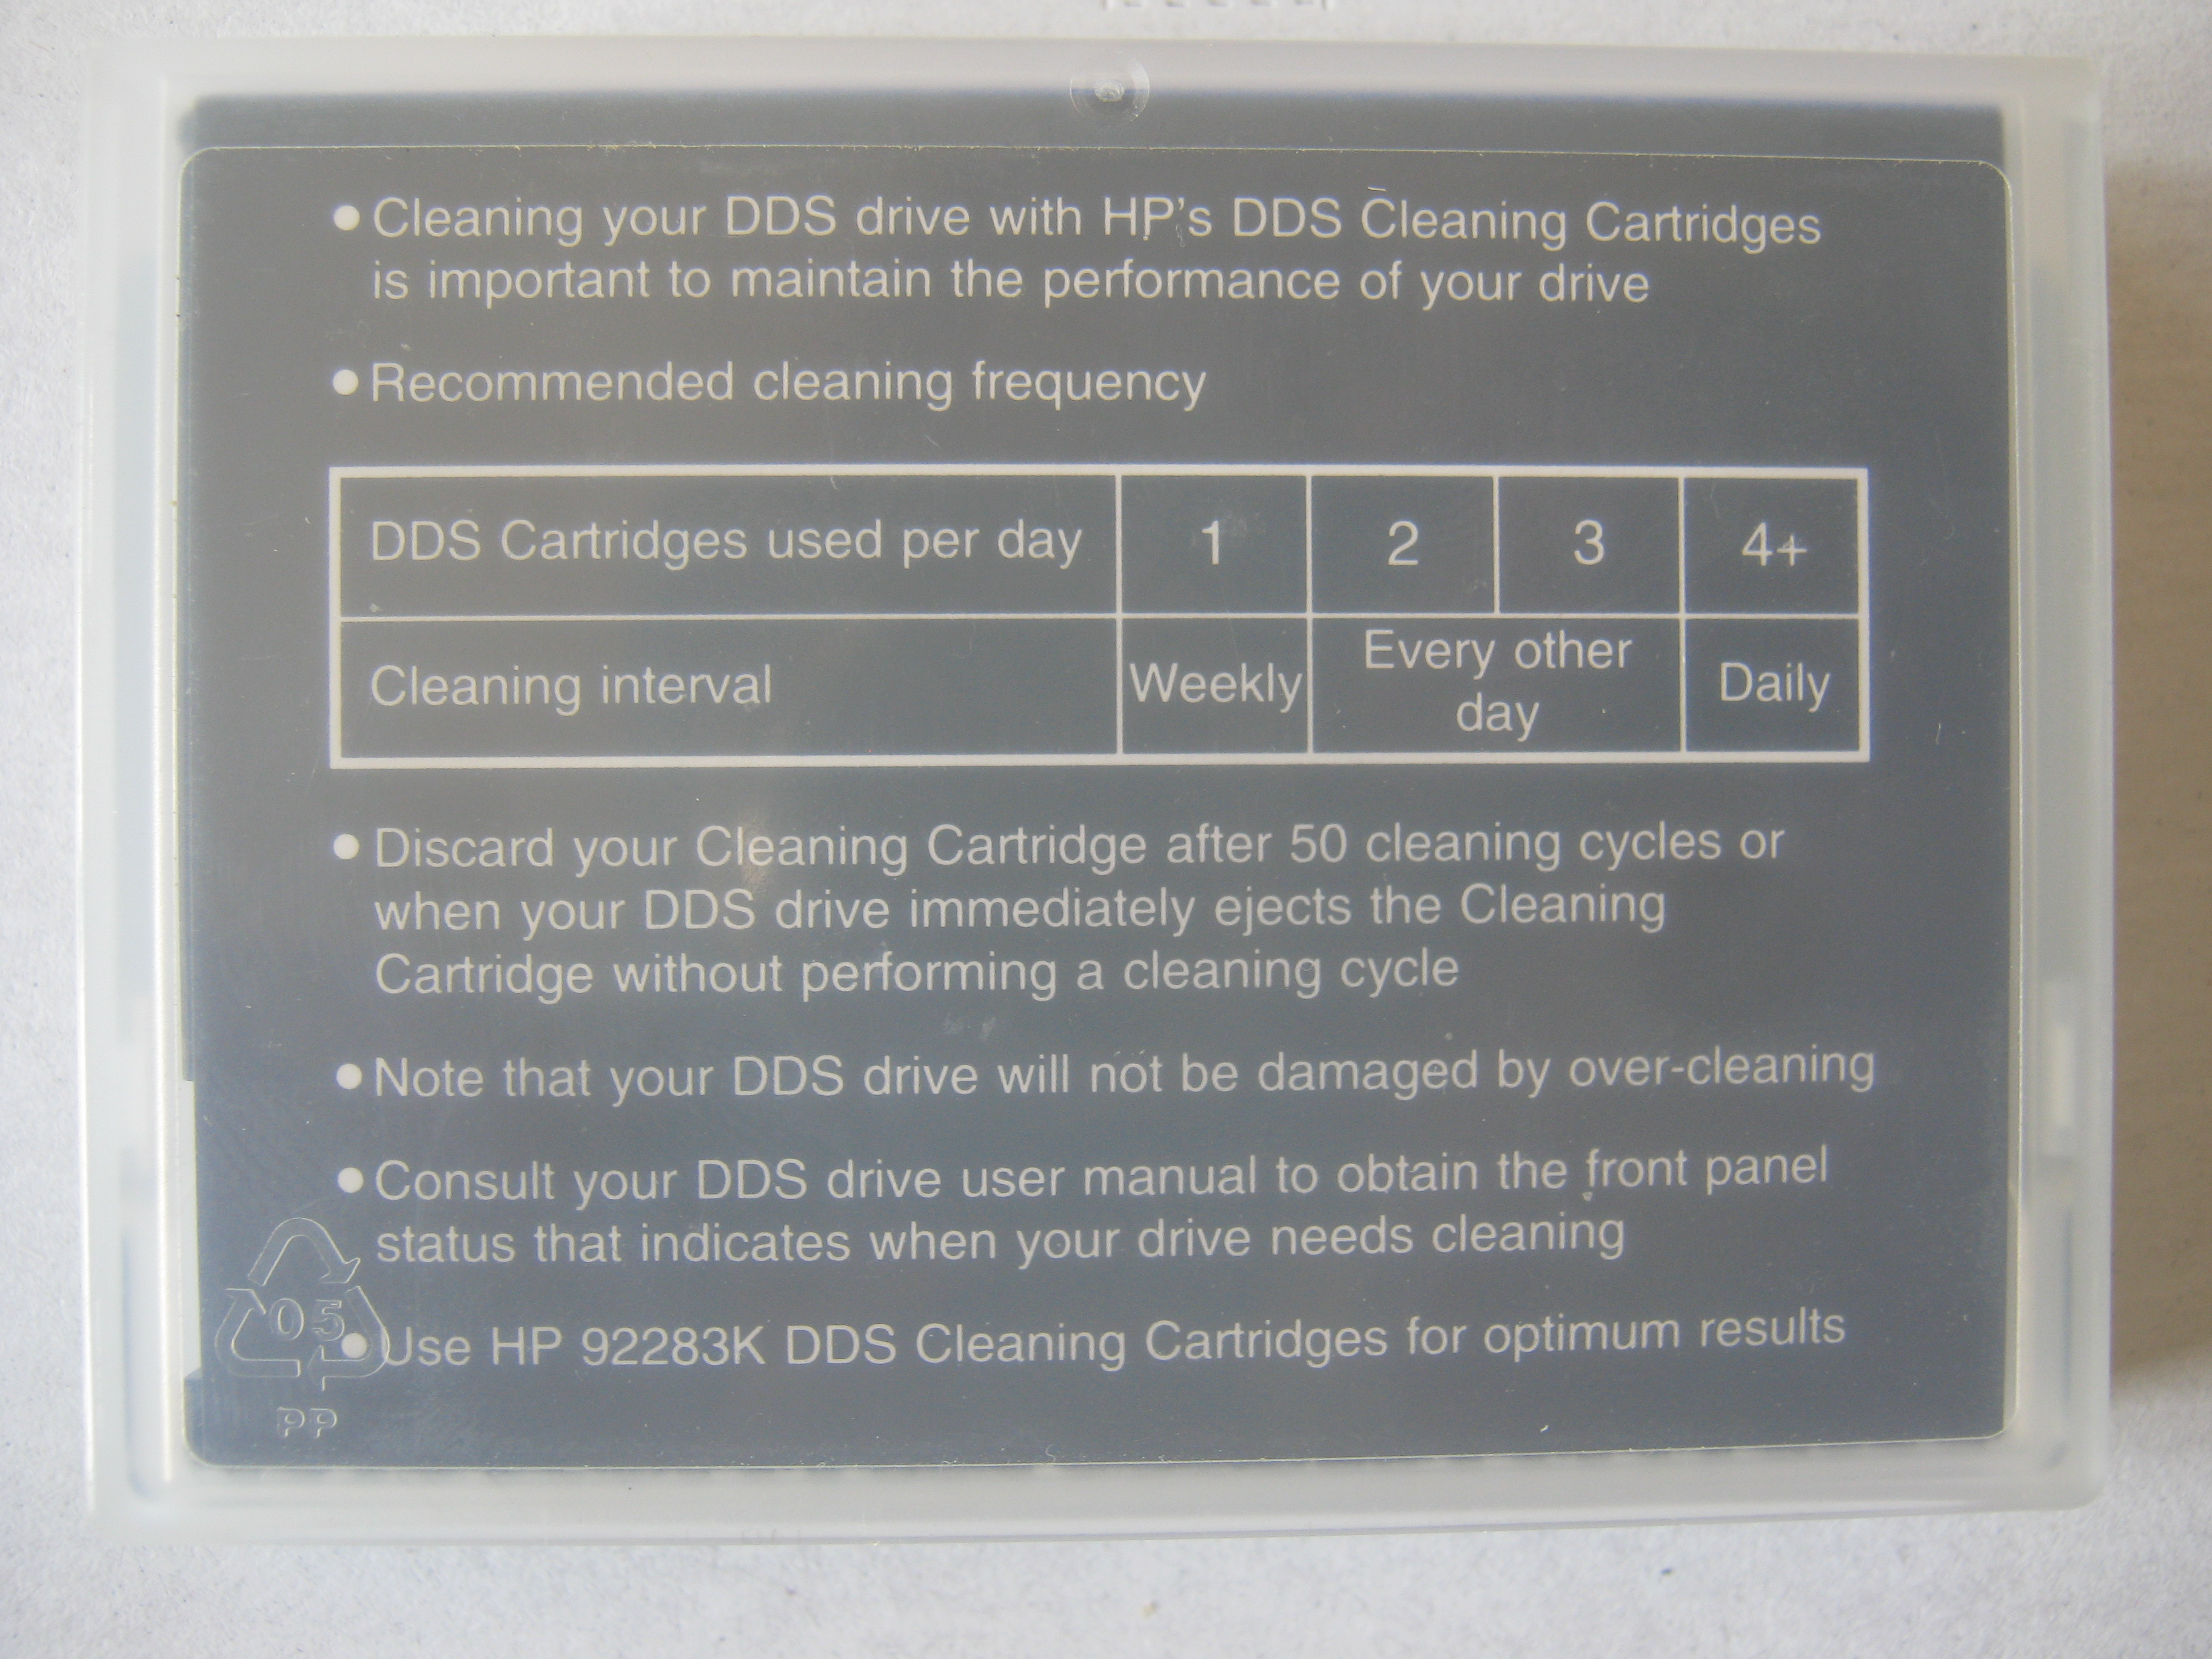 • Cleaning your DDS drive with HP's DDS Cleaning Cartridges
is important to maintain the performance of your drive
• Recommended cleaning frequency
DDS Cartridges used per day 1 2 3 4+
Cleaning interval Weekly Every other day Daily
• Discard your Cleaning Cartridge after 50 cleaning cycles or
when your DDS drive immediately ejects the Cleaning
Cartridge without performing a cleaning cycle
• Note that your DDS drive will not be damaged by over-cleaning
• Consult your DDS drive user manual to obtain the front panel
status that indicates when your drive needs cleaning
• Use HP 92283K DDS Cleaning Cartridges for optimum results
05
PP